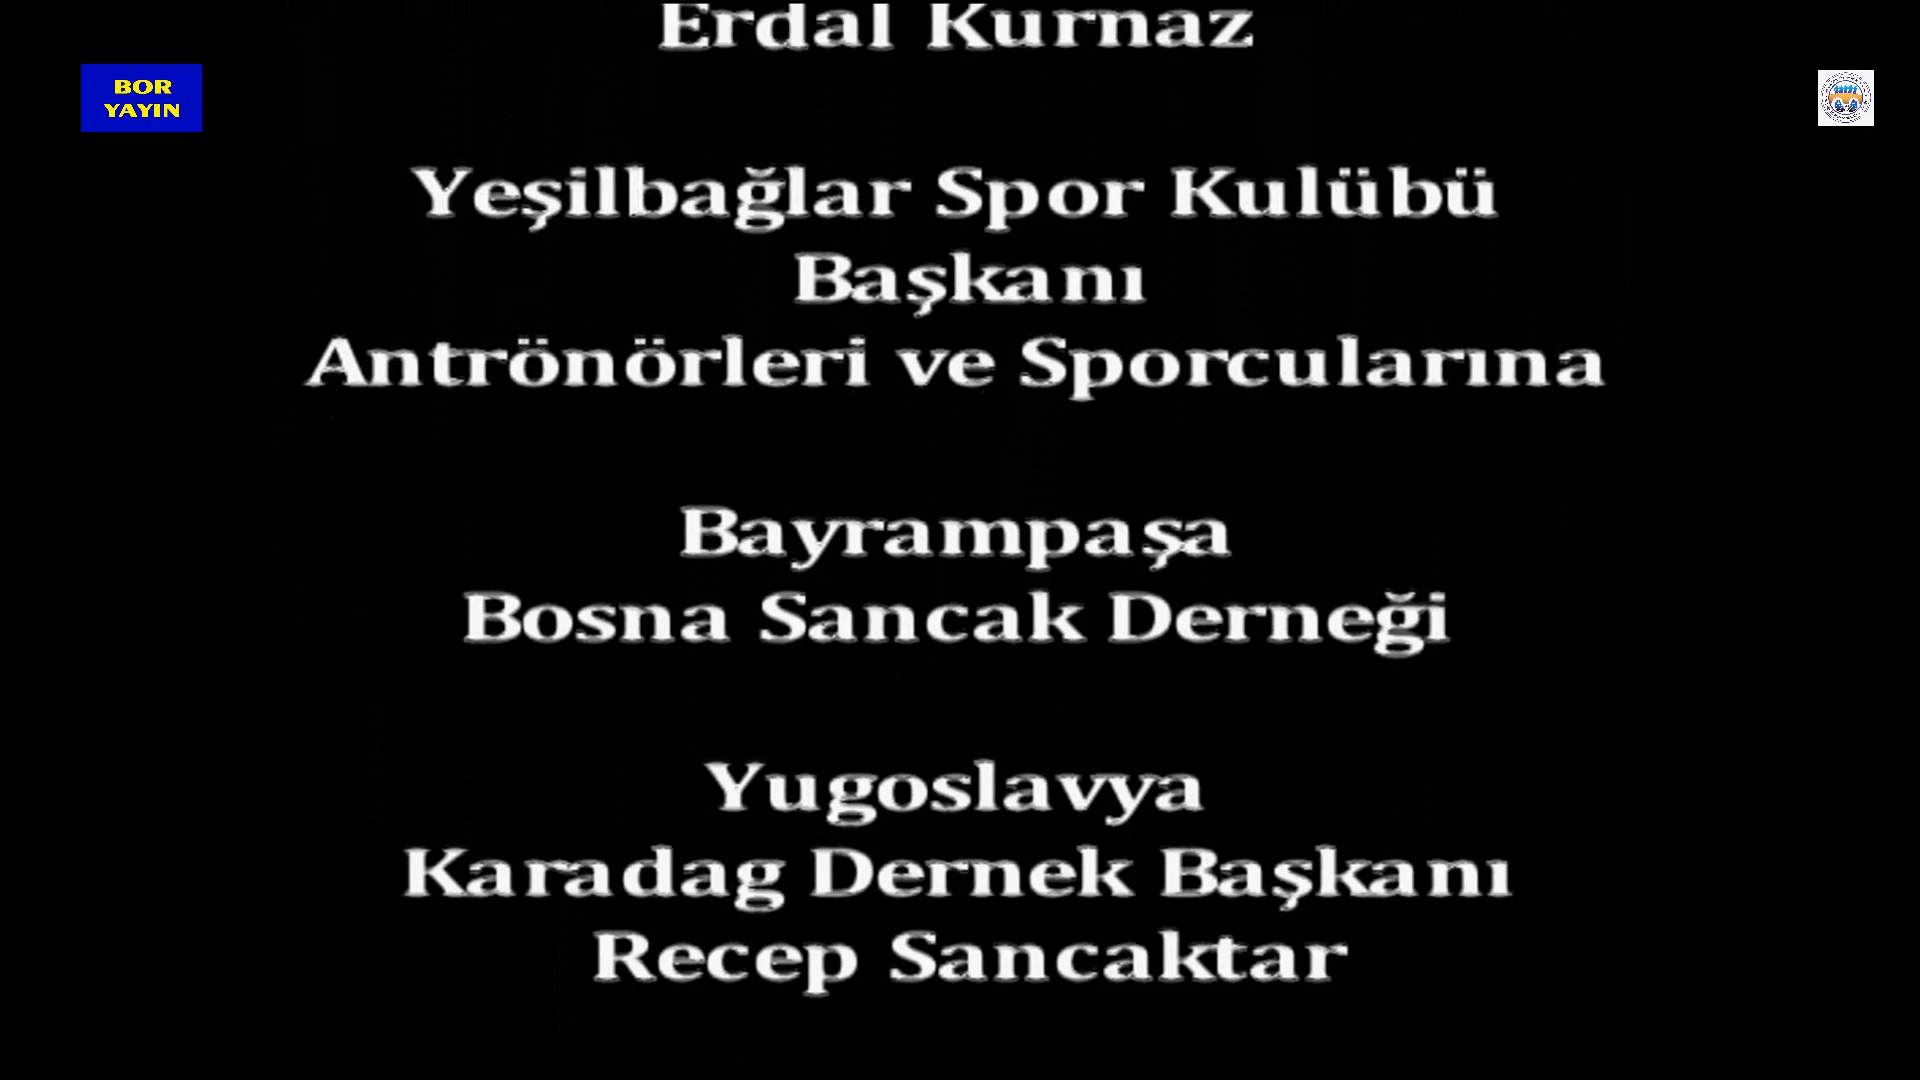 Erdal Kurnaz
BOR
YAYIN
Yeşilbağlar Spor Kulübü
Başkanı
Antrönörleri ve Sporcularına
Bayrampaşa
Bosna Sancak Derneği
Yugoslavya
Karadag Dernek Başkanı
Recep Sancaktar